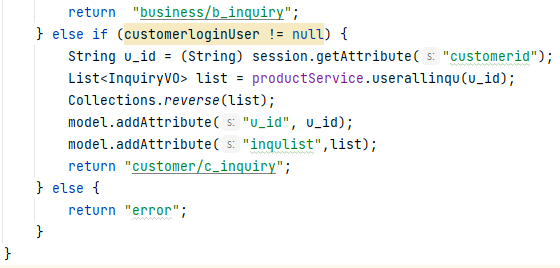 return "business/b_inquiry";
} else if (customerloginUser != null) {
String u_id = (String) session.getAttribute( s: "customerid");
List<InquiryVO> list = productService.userallinqu(u_id);
Collections.reverse(list);
model.addAttribute( s: "u_id", u_id);
model.addAttribute( s: "inqulist",list);
return "customer/c_inquiry";
} else {
return "error";
}
}